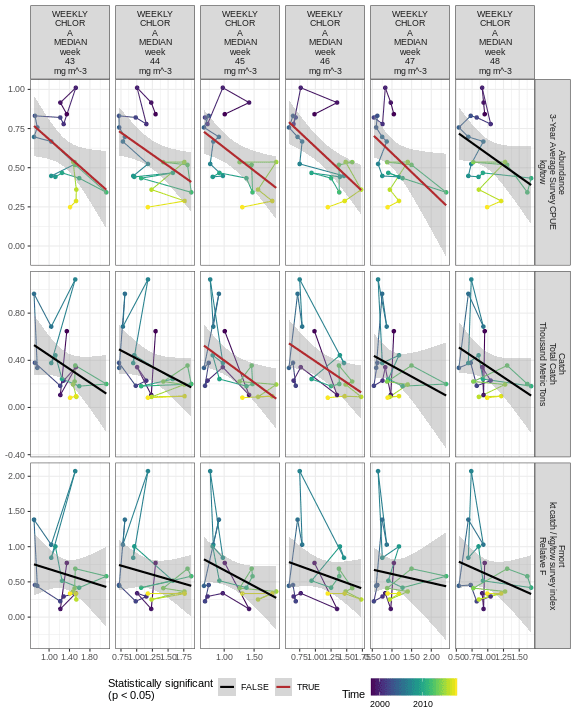 WEEKLY
CHLOR
A
MEDIAN
week
43
mg m^-3
WEEKLY
CHLOR
A
MEDIAN
week
44
mg m^-3
WEEKLY
CHLOR
A
MEDIAN
week
45
mg m^-3
WEEKLY
CHLOR
A
MEDIAN
week
46
mg m^-3
WEEKLY
CHLOR
A
MEDIAN
week
47
mg m^-3
WEEKLY
CHLOR
A
MEDIAN
week
48
mg m^-3
1.00
0.75
0.50
0.25
0.00
Abundance
3-Year Average Survey CPUE
kg/tow
0.80
0.40
0.00
-0.40
Catch
Total Catch
Thousand Metric Tons
2.00
1.50
1.00
0.50
0.00
Fmort
kt catch / kg/tow survey index
Relative F
1.00 1.40 1.80
0.75 1.00 1.25 1.50 1.75
1.00 1.50
0.75 1.00 1.25 1.50 1.75
0.50 1.00 1.50 2.00
0.50 0.75 1.00 1.25 1.50
Statistically significant
(p < 0.05)
FALSE
TRUE
Time
2000 2010